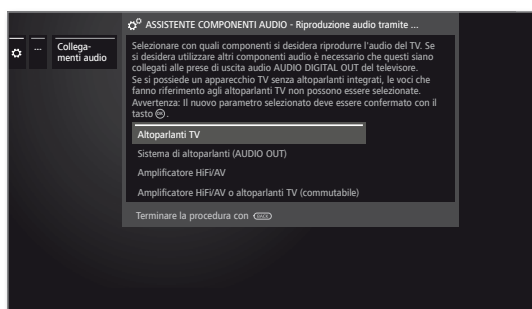 ASSISTENTE COMPONENTI AUDIO - Riproduzione audio tramite ...
...
Collega-
menti audio
Selezionare con quali componenti si desidera riprodurre l'audio del TV. Se
si desidera utilizzare altri componenti audio è necessario che questi siano
collegati alle prese di uscita audio AUDIO DIGITAL OUT del televisore.
Se si possiede un apparecchio TV senza altoparlanti integrati, le voci che
fanno riferimento agli altoparlanti TV non possono essere selezionate.
Avvertenza: Il nuovo parametro selezionato deve essere confermato con il
tasto OK.
Altoparlanti TV
Sistema di altoparlanti (AUDIO OUT)
Amplificatore HiFi/AV
Amplificatore HiFi/AV o altoparlanti TV (commutabile)
Terminare la procedura con BACK